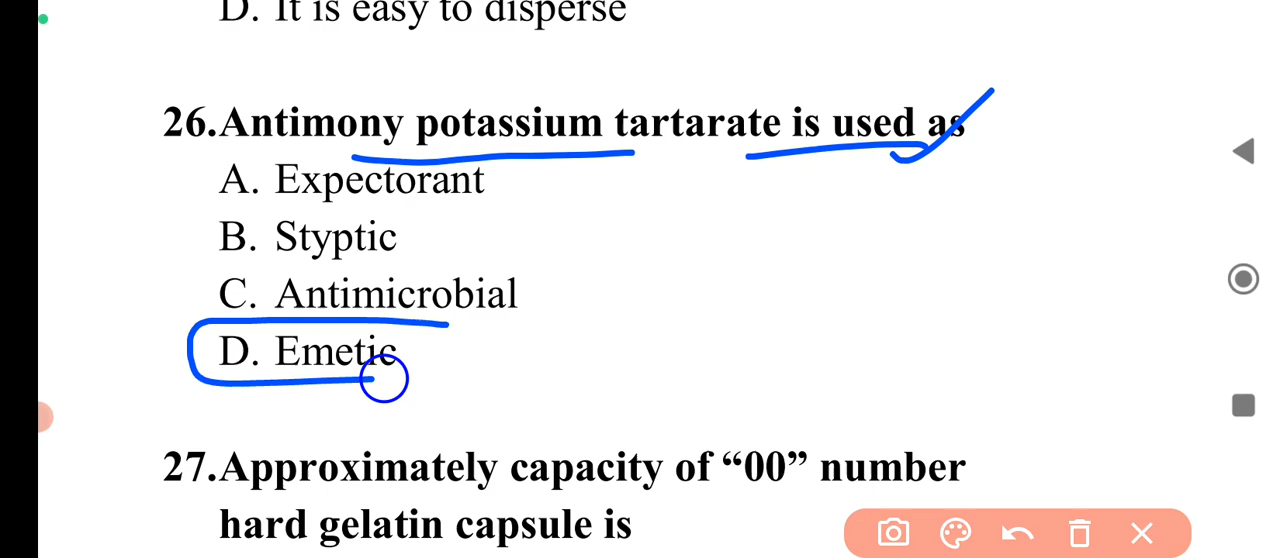 D. It is easy to disperse
26.Antimony potassium tartarate is used as
A. Expectorant
B. Styptic
C. Antimicrobial
D. Emetic
27.Approximately capacity of “00” number
hard gelatin capsule is